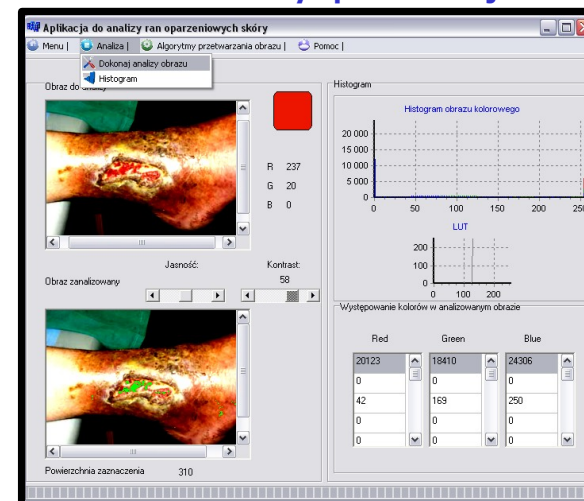 Aplikacja do analizy ran oparzeniowych skóry
Menu | Analiza | Algorytmy przetwarzania obrazu | Pomoc |
Dokonaj analizy obrazu
Histogram
Obraz do analizy
R 237
G 20
B 0
Jasność: Kontrast:
58
Obraz zanalizowany
Powierzchnia zaznaczenia 310
Histogram
Histogram obrazu kolorowego
20 000
15 000
10 000
5 000
0
0 50 100 150 200 250
LUT
200
100
0
0 100 200
Występowanie kolorów w analizowanym obrazie
Red Green Blue
20123 18410 24306
0 0 0
42 169 250
0 0 0
0 0 0